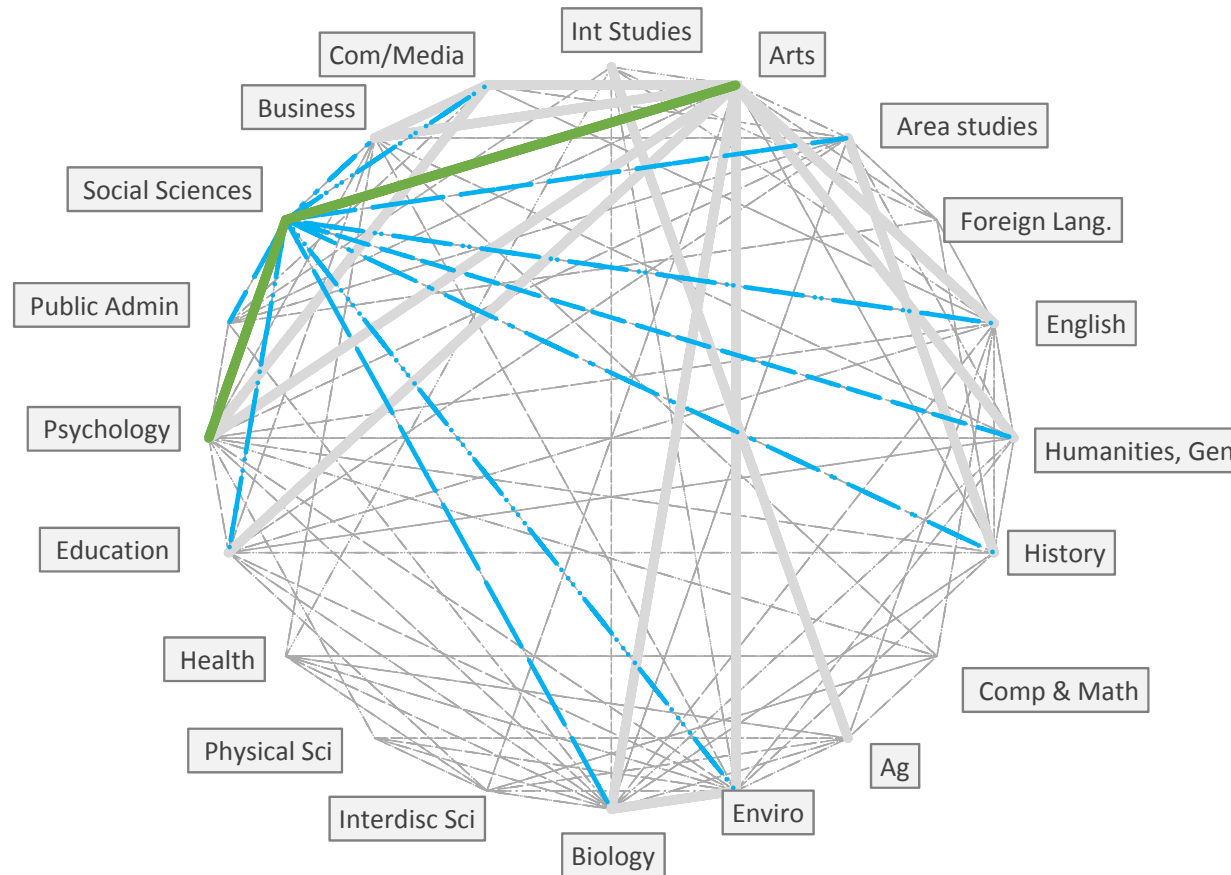 Int Studies
Arts
Com/Media
Business
Area studies
Social Sciences
Foreign Lang.
Public Admin
English
Psychology
Humanities, Gen
Education
History
Health
Comp & Math
Physical Sci
Ag
Interdisc Sci
Enviro
Biology